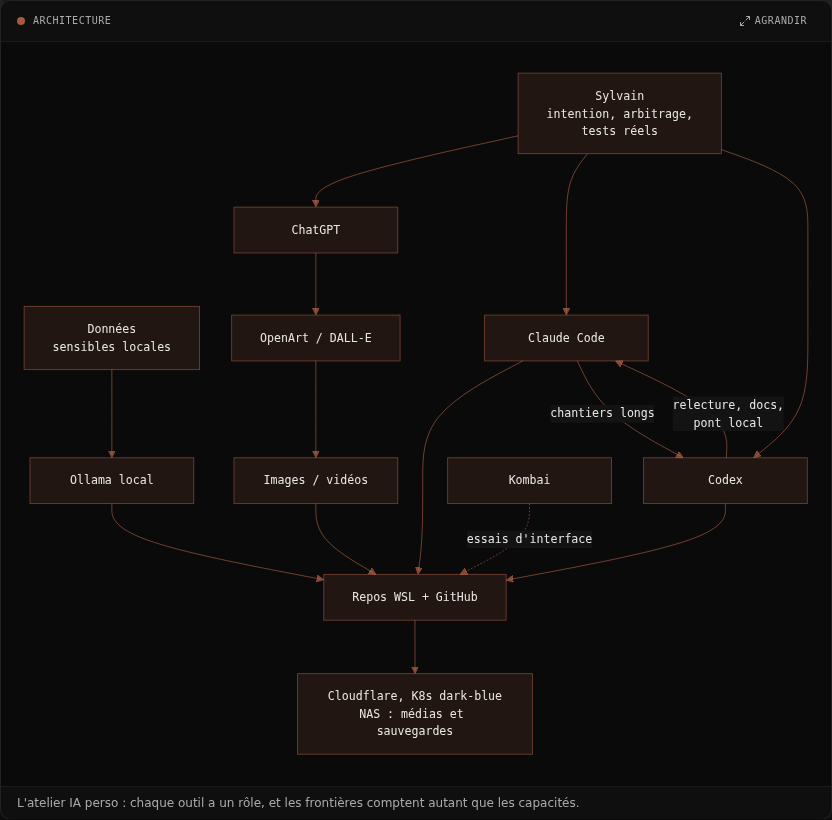 ARCHITECTURE
AGRANDIR
Sylvain
intention, arbitrage,
tests réels
ChatGPT
Données
sensibles locales
OpenArt / DALL-E
Claude Code
chantiers longs
relecture, docs,
pont local
Ollama local
Images / vidéos
Kombai
Codex
essais d'interface
Repos WSL + GitHub
Cloudflare, K8s dark-blue
NAS : médias et
sauvegardes
L'atelier IA perso : chaque outil a un rôle, et les frontières comptent autant que les capacités.